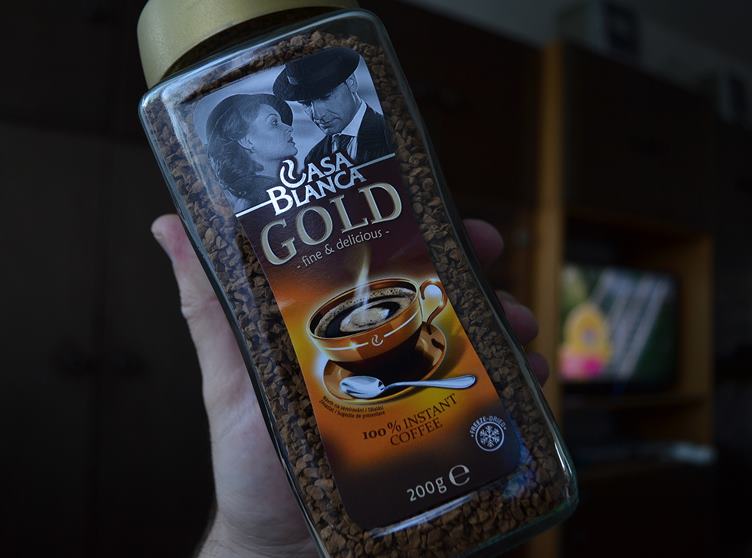 CASA
BLANCA
GOLD
- fine & delicious -
100% INSTANT
COFFEE
•FREEZE-DRIED•
200g ℮